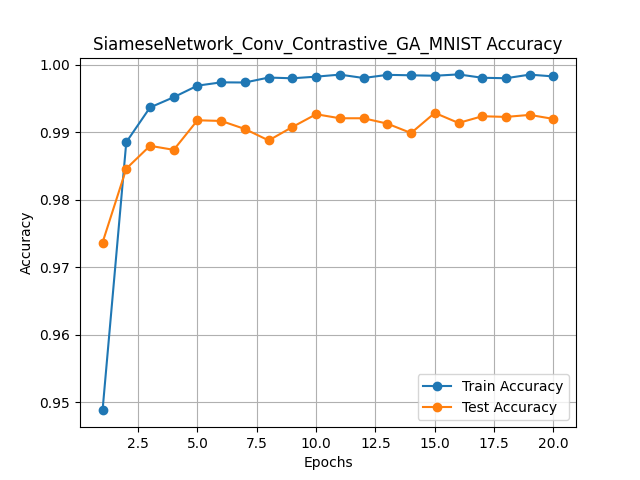 SiameseNetwork_Conv_Contrastive_GA_MNIST Accuracy
1.00
0.99
0.98
0.97
0.96
0.95
Accuracy
2.5 5.0 7.5 10.0 12.5 15.0 17.5 20.0
Epochs
Train Accuracy
Test Accuracy